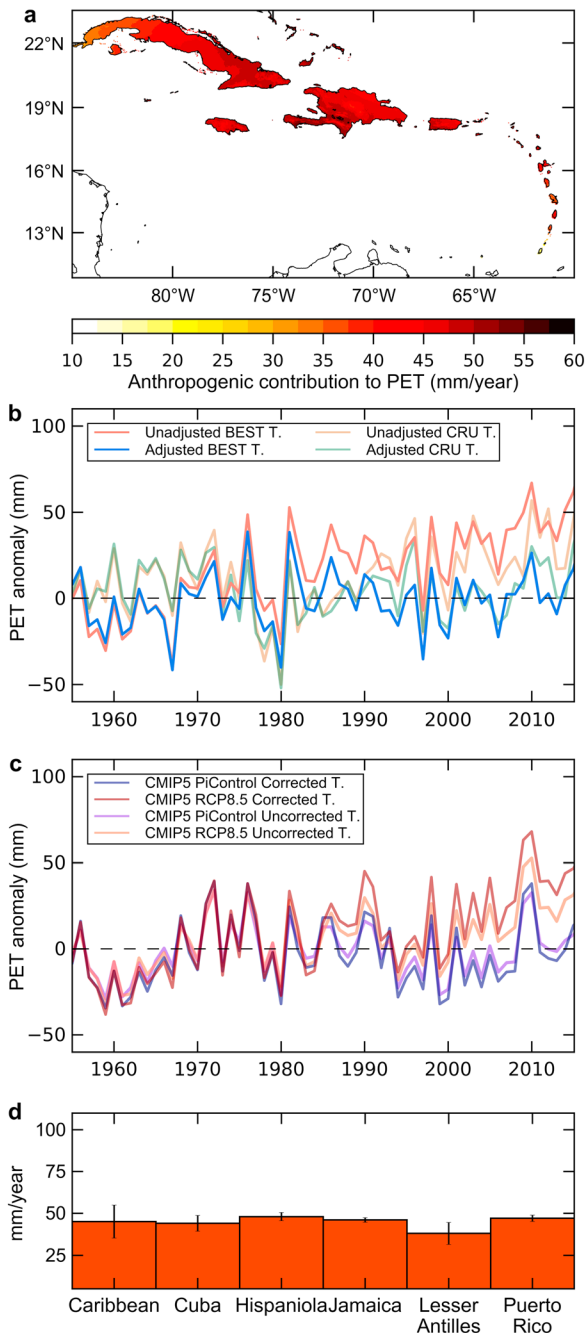 a
22°N
19°N
16°N
13°N
80°W 75°W 70°W 65°W
10 15 20 25 30 35 40 45 50 55 60
Anthropogenic contribution to PET (mm/year)
b
100
50
0
−50
PET anomaly (mm)
Unadjusted BEST T. Unadjusted CRU T.
Adjusted BEST T. Adjusted CRU T.
1960 1970 1980 1990 2000 2010
c
100
50
0
−50
PET anomaly (mm)
CMIP5 PiControl Corrected T.
CMIP5 RCP8.5 Corrected T.
CMIP5 PiControl Uncorrected T.
CMIP5 RCP8.5 Uncorrected T.
1960 1970 1980 1990 2000 2010
d
100
75
50
25
mm/year
Caribbean Cuba Hispaniola Jamaica Lesser Puerto
Antilles Rico